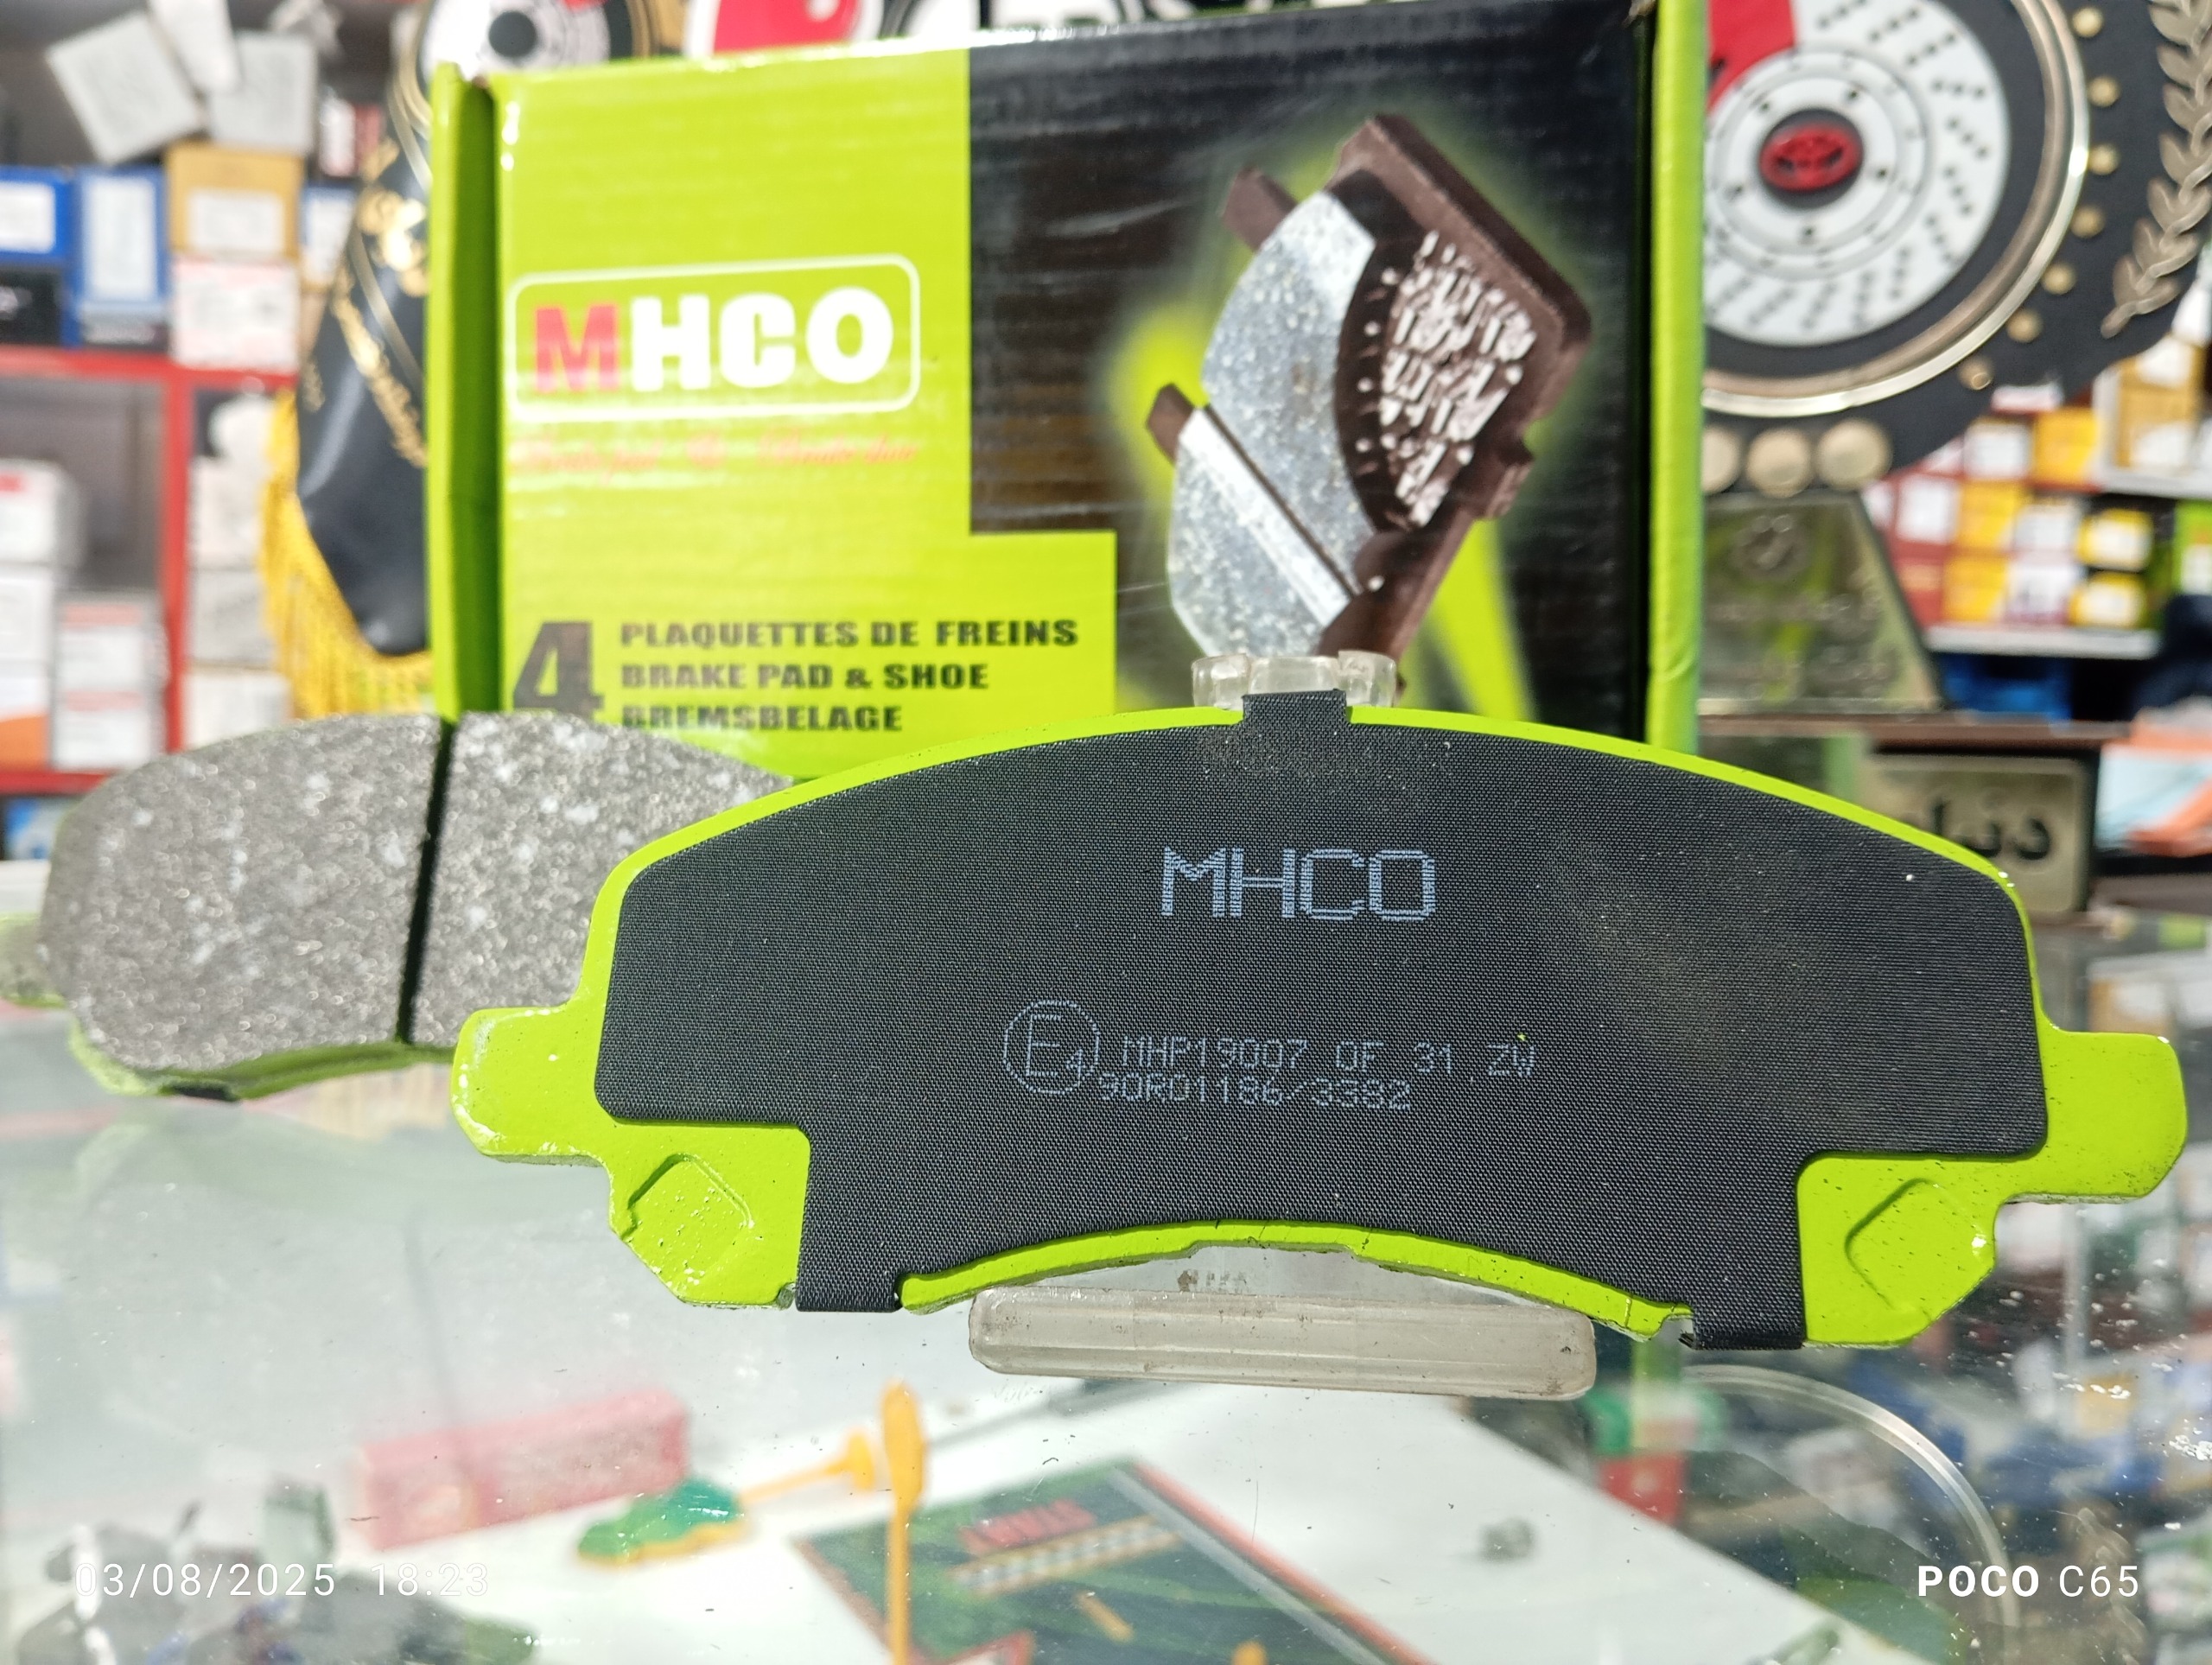 MHCO
4 PLAQUETTES DE FREINS
BRAKE PAD & SHOE
BREMSBELAGE
MHCO
E4 MHP19007 OF 31 ZW
90R01186/3382
03/08/2025 18:23
POCO C65